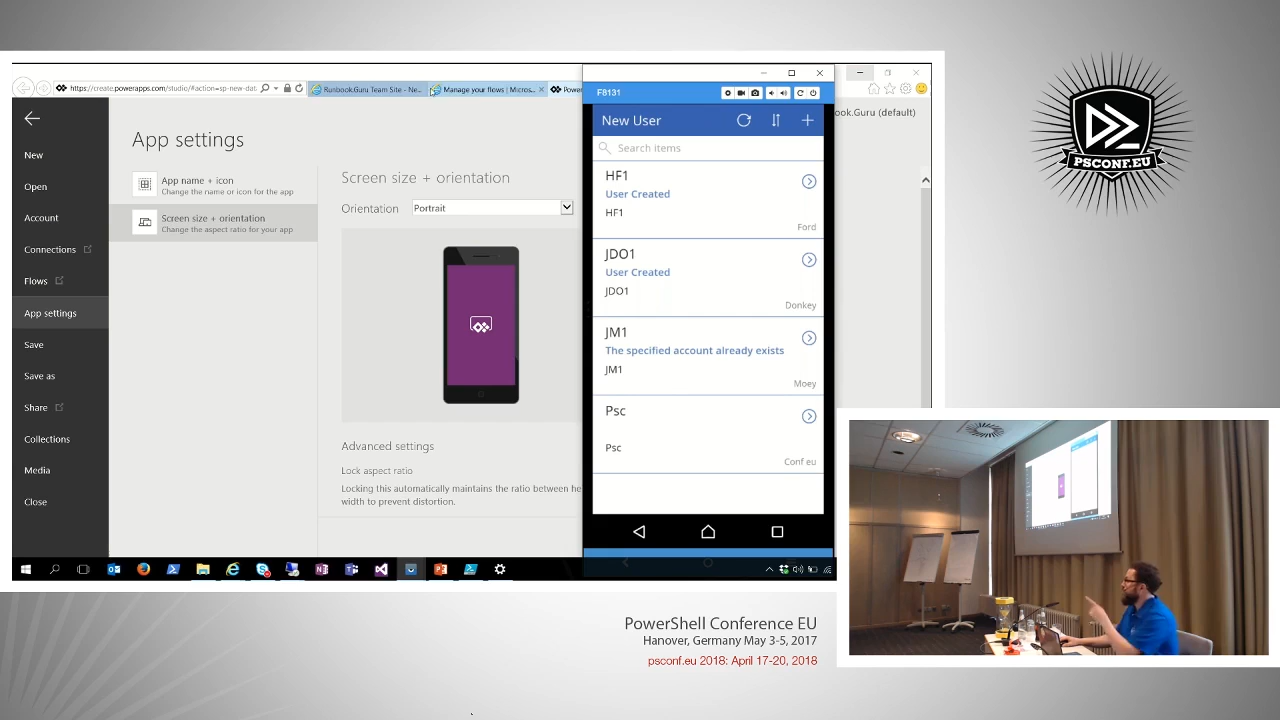 https://create.powerapps.com/studio/#action=sp-new-dat
Runbook.Guru Team Site - Ne...
Manage your flows | Micros...
Power
ook.Guru (default)
New
Open
Account
Connections
Flows
App settings
Save
Save as
Share
Collections
Media
Close
App settings
App name + icon
Change the name or icon for the app
Screen size + orientation
Change the aspect ratio for your app
Screen size + orientation
Orientation
Portrait
Advanced settings
Lock aspect ratio
Locking this automatically maintains the ratio between he
width to prevent distortion.
F8131
New User
Search items
HF1
User Created
HF1
Ford
JDO1
User Created
JDO1
Donkey
JM1
The specified account already exists
JM1
Moey
Psc
Psc
Conf eu
PSCONF.EU
PowerShell Conference EU
Hanover, Germany May 3-5, 2017
psconf.eu 2018: April 17-20, 2018